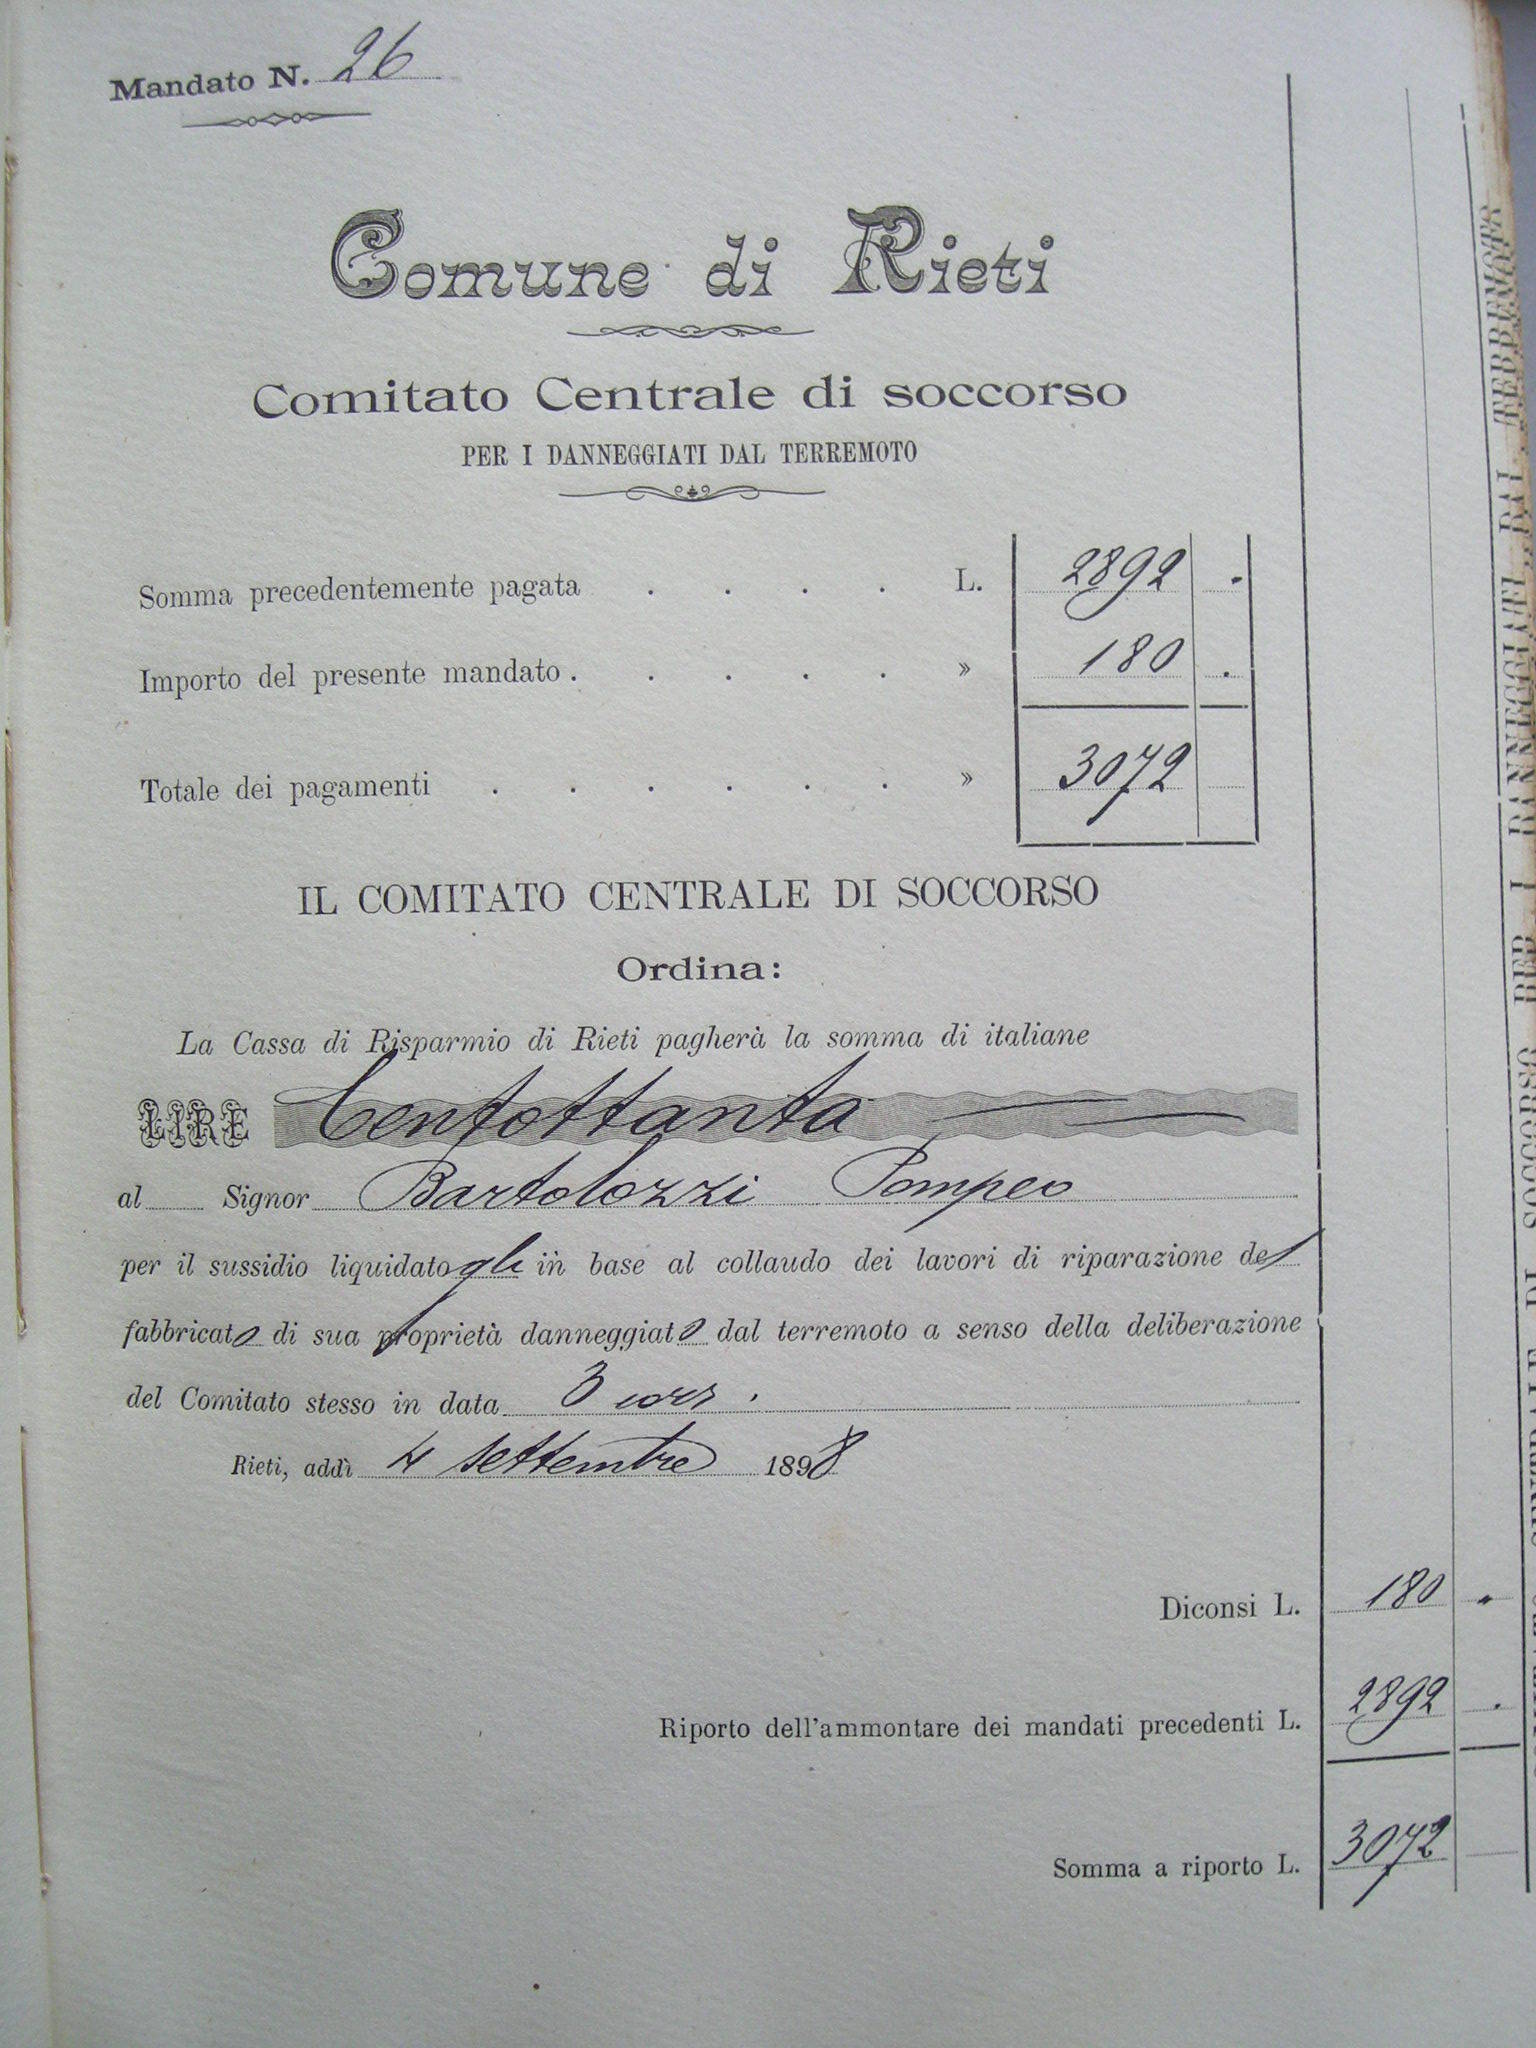 Mandato N. 26
Comune di Rieti
Comitato Centrale di soccorso
PER I DANNEGGIATI DAL TERREMOTO
Somma precedentemente pagata . . . . L. 2892 .
Importo del presente mandato . . . . . » 180 .
Totale dei pagamenti . . . . . . » 3072
IL COMITATO CENTRALE DI SOCCORSO
Ordina:
La Cassa di Risparmio di Rieti pagherà la somma di italiane
LIRE Centottanta
al Signor Bartolozzi Pompeo
per il sussidio liquidatogli in base al collaudo dei lavori di riparazione del
fabbricato di sua proprietà danneggiato dal terremoto a senso della deliberazione
del Comitato stesso in data 3 corr.
Rieti, addì 4 settembre 1898
Diconsi L. 180
Riporto dell'ammontare dei mandati precedenti L. 2892 .
Somma a riporto L. 3072